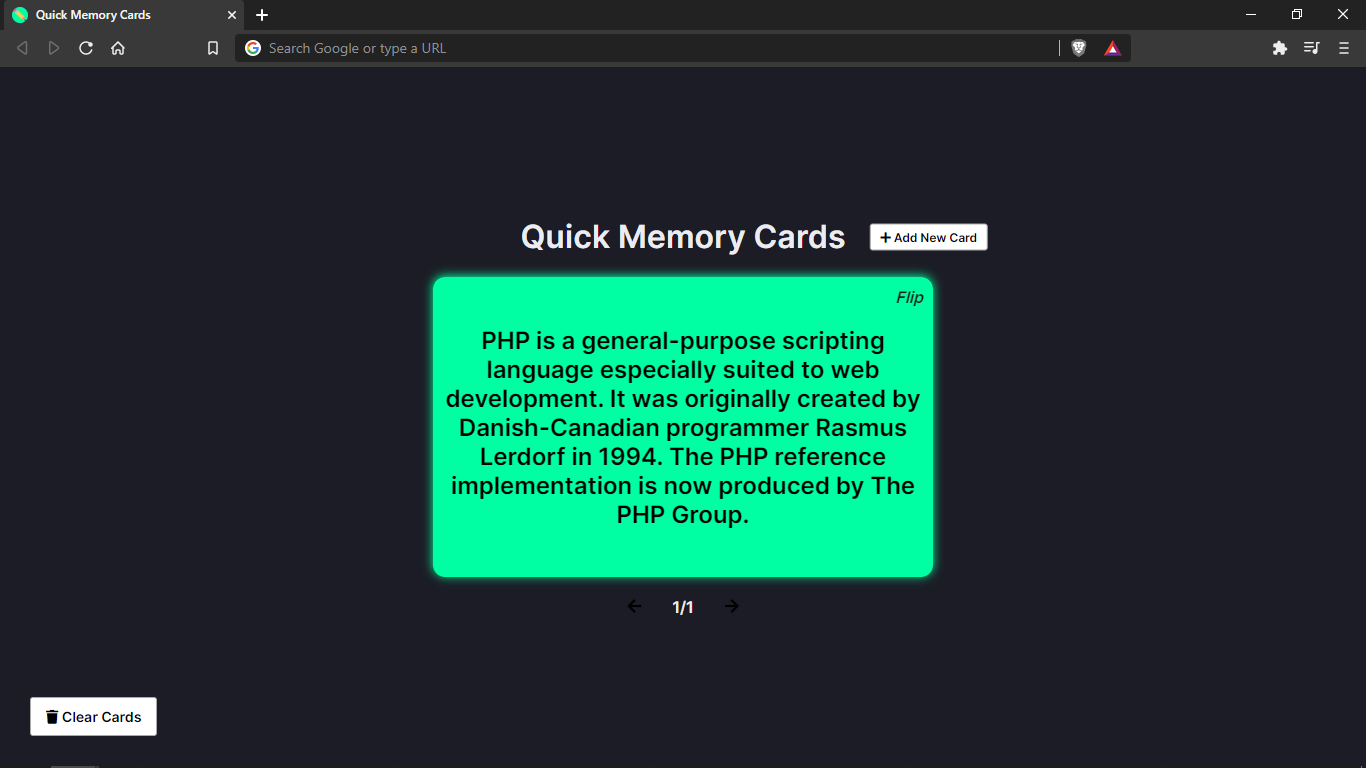 Quick Memory Cards
Search Google or type a URL
Quick Memory Cards
Add New Card
Flip
PHP is a general-purpose scripting
language especially suited to web
development. It was originally created by
Danish-Canadian programmer Rasmus
Lerdorf in 1994. The PHP reference
implementation is now produced by The
PHP Group.
1/1
Clear Cards